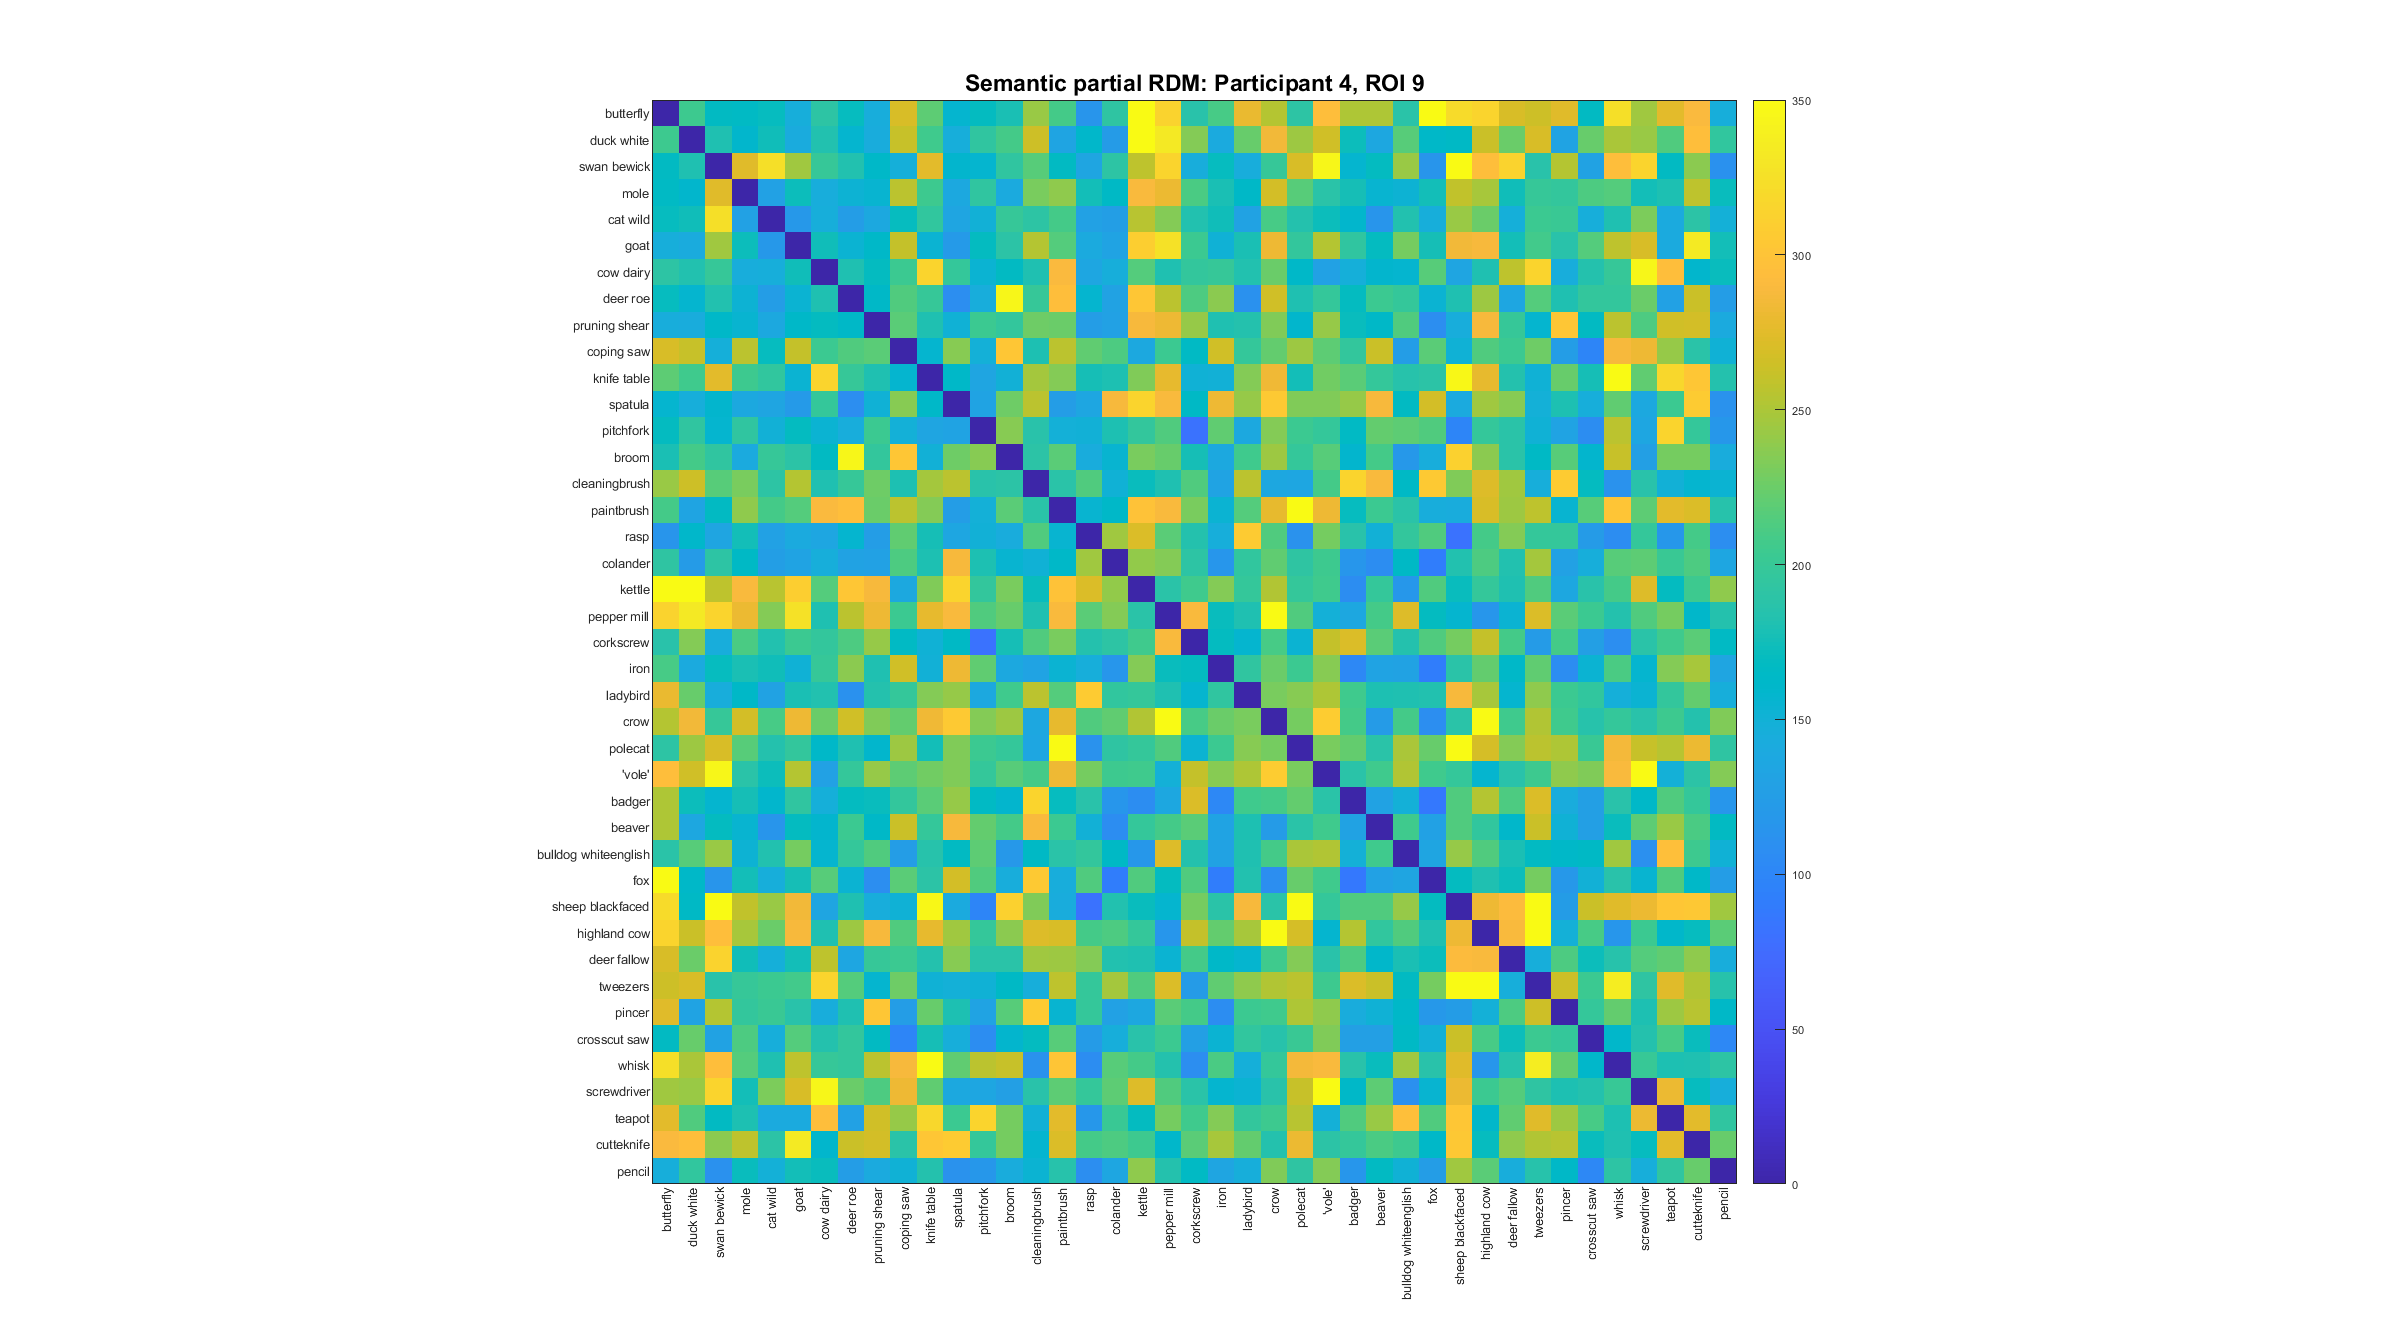 Semantic partial RDM: Participant 4, ROI 9
butterfly
duck white
swan bewick
mole
cat wild
goat
cow dairy
deer roe
pruning shear
coping saw
knife table
spatula
pitchfork
broom
cleaningbrush
paintbrush
rasp
colander
kettle
pepper mill
corkscrew
iron
ladybird
crow
polecat
'vole'
badger
beaver
bulldog whiteenglish
fox
sheep blackfaced
highland cow
deer fallow
tweezers
pincer
crosscut saw
whisk
screwdriver
teapot
cutteknife
pencil
350
300
250
200
150
100
50
0
butterfly
duck white
swan bewick
mole
cat wild
goat
cow dairy
deer roe
pruning shear
coping saw
knife table
spatula
pitchfork
broom
cleaningbrush
paintbrush
rasp
colander
kettle
pepper mill
corkscrew
iron
ladybird
crow
polecat
'vole'
badger
beaver
bulldog whiteenglish
fox
sheep blackfaced
highland cow
deer fallow
tweezers
pincer
crosscut saw
whisk
screwdriver
teapot
cutteknife
pencil